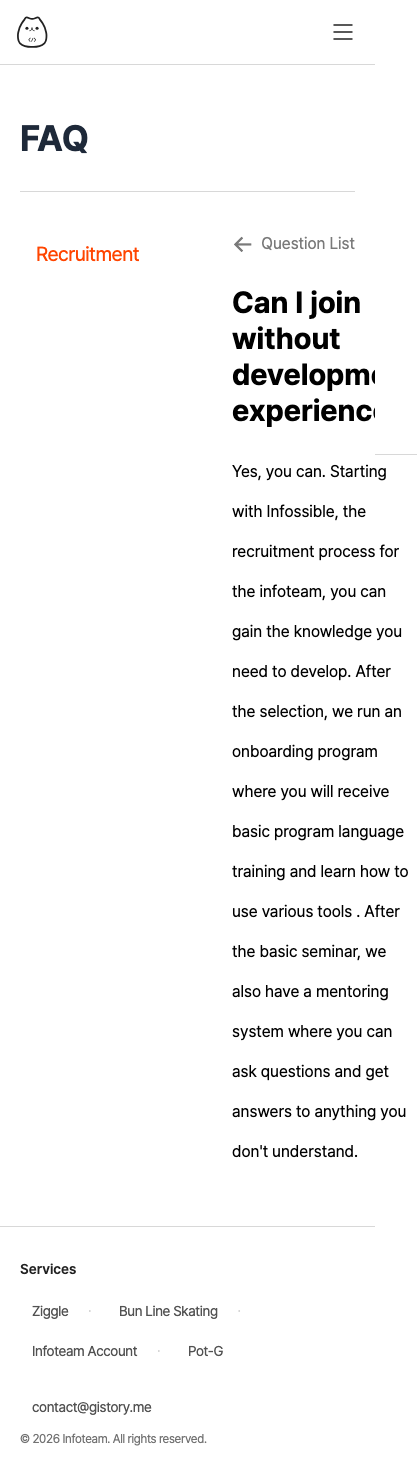 FAQ
Recruitment
Question List
Can I join
without
developme
experience
Yes, you can. Starting
with Infossible, the
recruitment process for
the infoteam, you can
gain the knowledge you
need to develop. After
the selection, we run an
onboarding program
where you will receive
basic program language
training and learn how to
use various tools . After
the basic seminar, we
also have a mentoring
system where you can
ask questions and get
answers to anything you
don't understand.
Services
Ziggle · Bun Line Skating ·
Infoteam Account · Pot-G
contact@gistory.me
© 2026 Infoteam. All rights reserved.